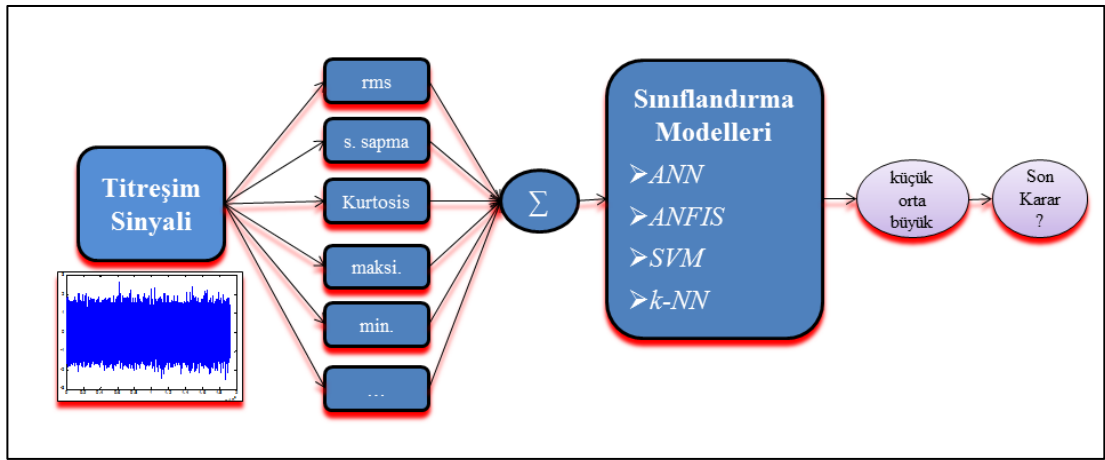 Titreşim
Sinyali
rms
s. sapma
Kurtosis
maksi.
min.
...
∑
Sınıflandırma
Modelleri
➢ANN
➢ANFIS
➢SVM
➢k-NN
küçük
orta
büyük
Son
Karar
?